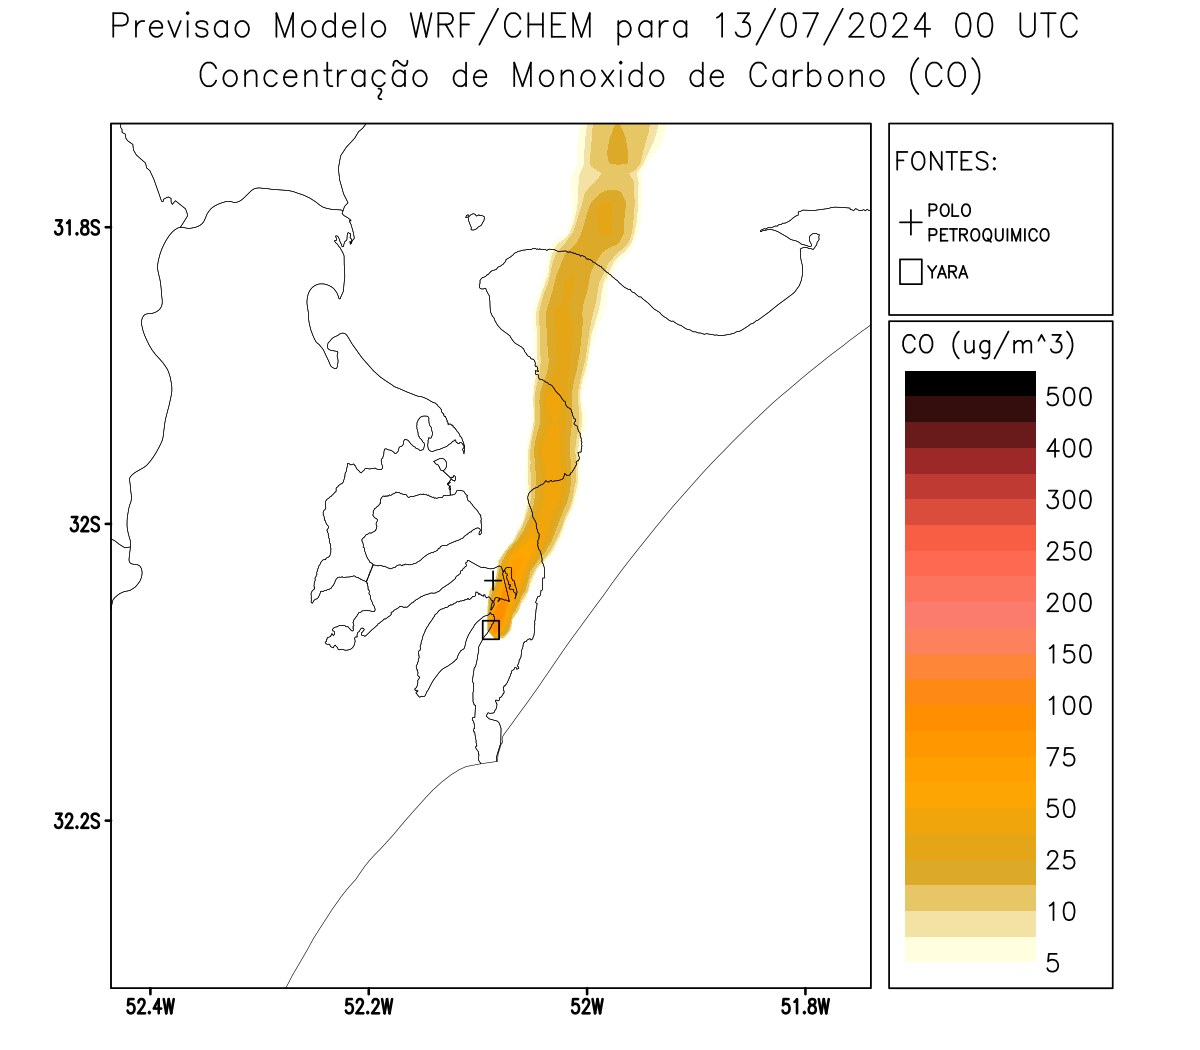 Previsao Modelo WRF/CHEM para 13/07/2024 00 UTC
Concentração de Monoxido de Carbono (CO)
FONTES:
POLO
PETROQUIMICO
YARA
CO (ug/m^3)
500
400
300
250
200
150
100
75
50
25
10
5
31.8S
32S
32.2S
52.4W
52.2W
52W
51.8W